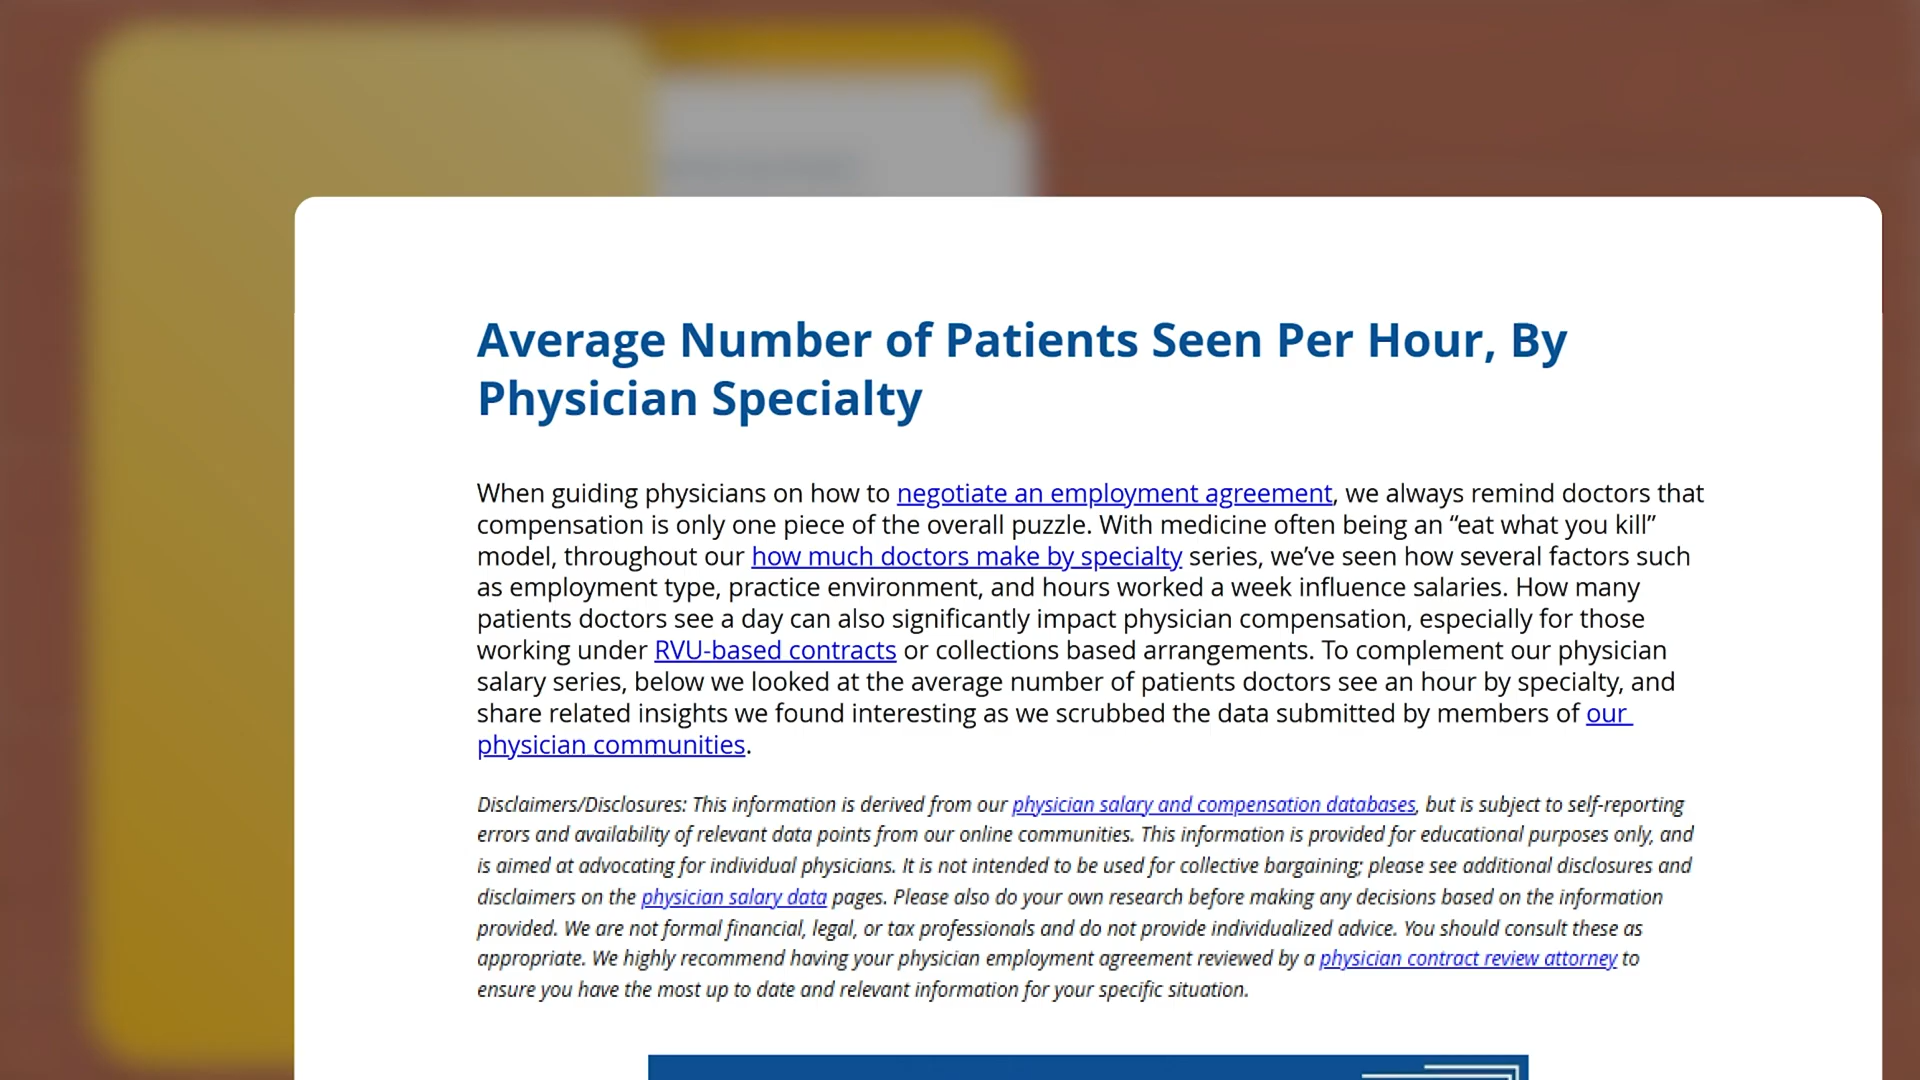 Average Number of Patients Seen Per Hour, By
Physician Specialty
When guiding physicians on how to negotiate an employment agreement, we always remind doctors that
compensation is only one piece of the overall puzzle. With medicine often being an “eat what you kill”
model, throughout our how much doctors make by specialty series, we’ve seen how several factors such
as employment type, practice environment, and hours worked a week influence salaries. How many
patients doctors see a day can also significantly impact physician compensation, especially for those
working under RVU-based contracts or collections based arrangements. To complement our physician
salary series, below we looked at the average number of patients doctors see an hour by specialty, and
share related insights we found interesting as we scrubbed the data submitted by members of our
physician communities.
Disclaimers/Disclosures: This information is derived from our physician salary and compensation databases, but is subject to self-reporting
errors and availability of relevant data points from our online communities. This information is provided for educational purposes only, and
is aimed at advocating for individual physicians. It is not intended to be used for collective bargaining; please see additional disclosures and
disclaimers on the physician salary data pages. Please also do your own research before making any decisions based on the information
provided. We are not formal financial, legal, or tax professionals and do not provide individualized advice. You should consult these as
appropriate. We highly recommend having your physician employment agreement reviewed by a physician contract review attorney to
ensure you have the most up to date and relevant information for your specific situation.